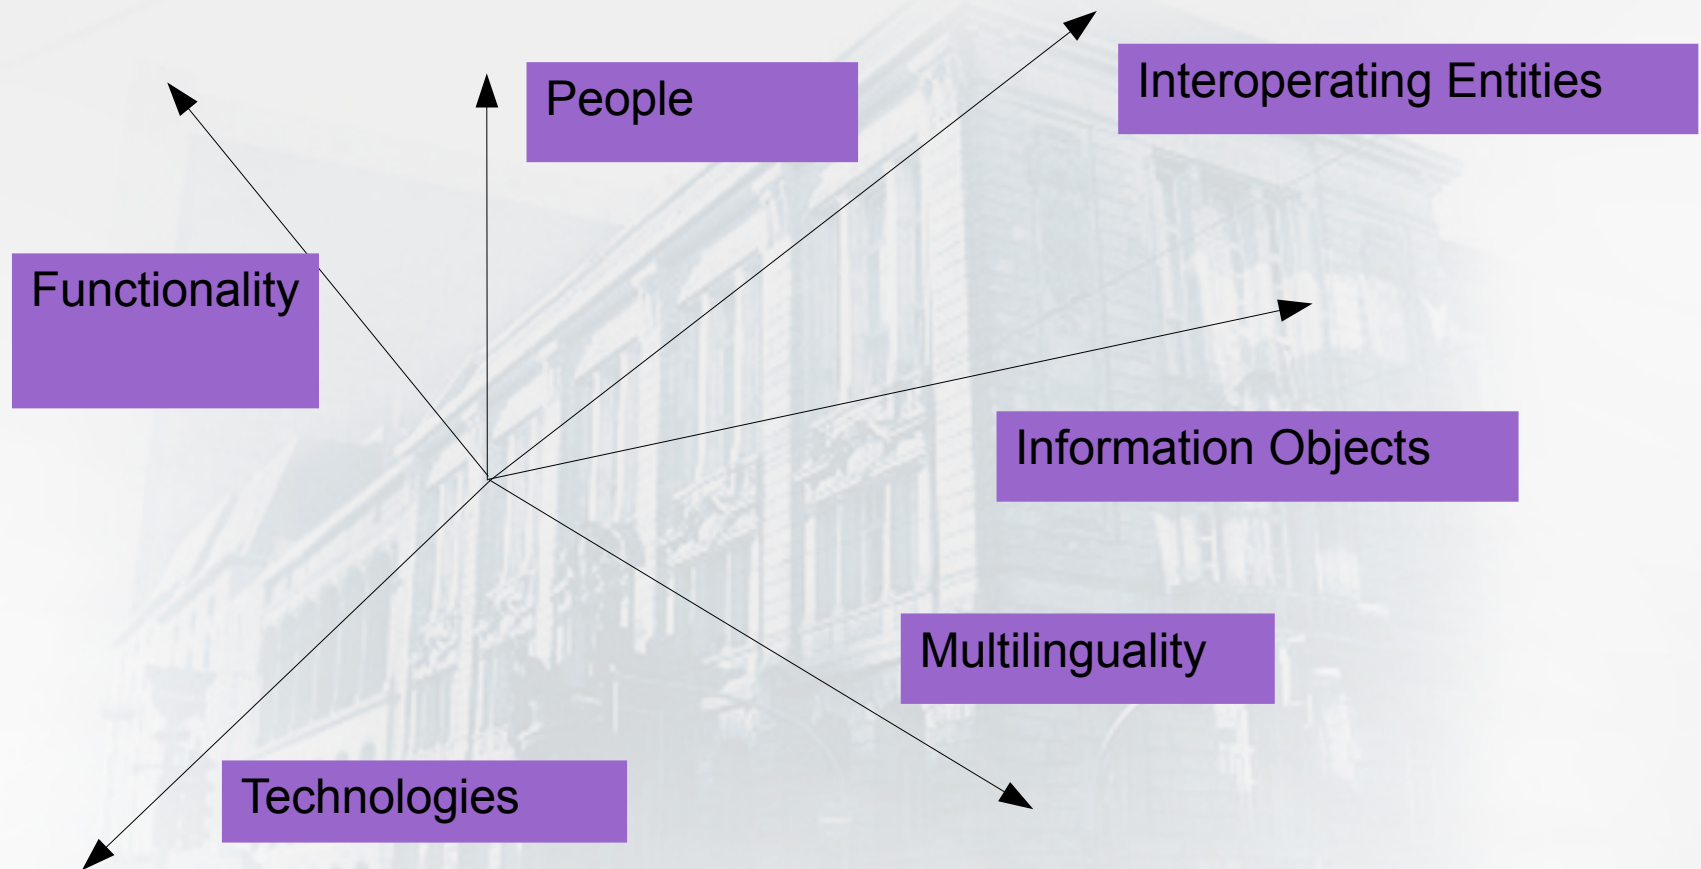 People
Interoperating Entities
Functionality
Information Objects
Multilinguality
Technologies